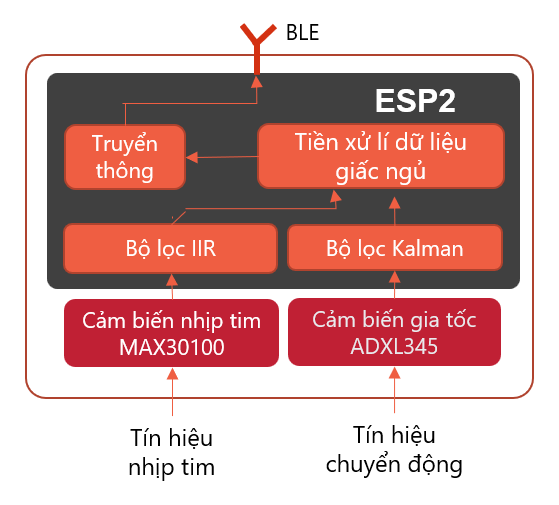 BLE
ESP2
Truyển
thông
Tiền xử lí dữ liệu
giấc ngủ
Bộ lọc IIR
Bộ lọc Kalman
Cảm biến nhịp tim
MAX30100
Cảm biến gia tốc
ADXL345
Tín hiệu
nhịp tim
Tín hiệu
chuyển động